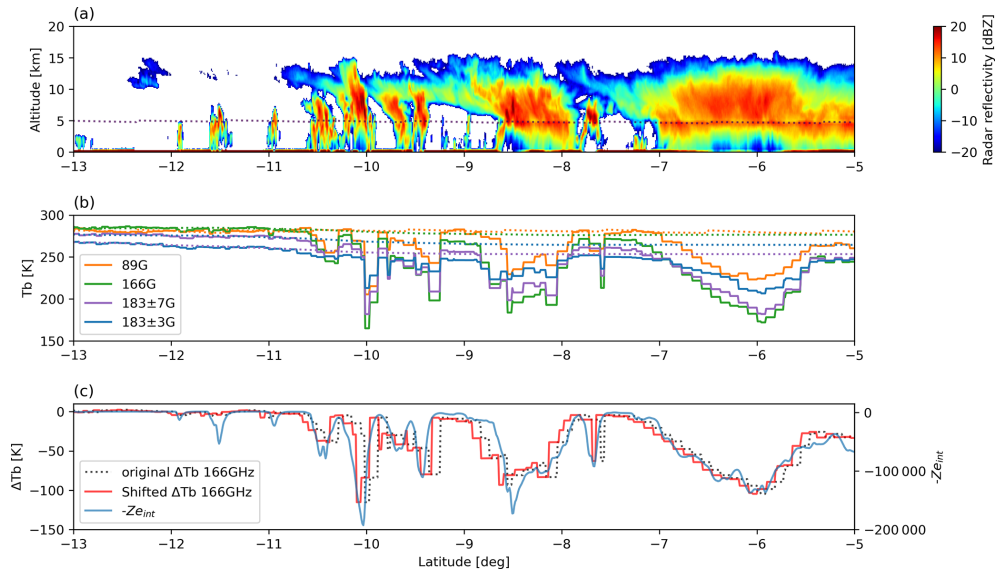 (a)
20
15
10
5
0
Altitude [km]
−13 −12 −11 −10 −9 −8 −7 −6 −5
20
10
0
−10
−20
Radar reflectivity [dBZ]
(b)
300
250
200
150
Tb [K]
89G
166G
183±7G
183±3G
−13 −12 −11 −10 −9 −8 −7 −6 −5
(c)
0
−50
−100
−150
ΔTb [K]
original ΔTb 166GHz
Shifted ΔTb 166GHz
-Ze_int
0
−100 000
−200 000
-Ze_int
−13 −12 −11 −10 −9 −8 −7 −6 −5
Latitude [deg]